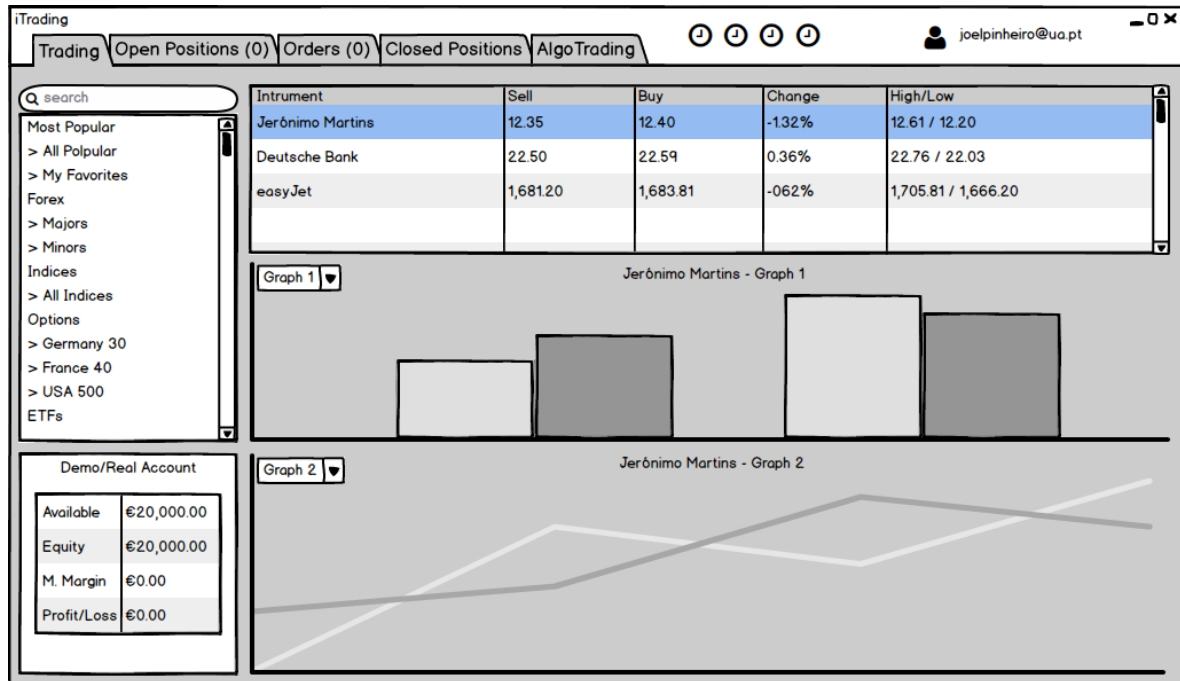 iTrading
Trading Open Positions (0) Orders (0) Closed Positions AlgoTrading
joelpinheiro@ua.pt
search
Most Popular
> All Polpular
> My Favorites
Forex
> Majors
> Minors
Indices
> All Indices
Options
> Germany 30
> France 40
> USA 500
ETFs
Intrument Sell Buy Change High/Low
Jerónimo Martins 12.35 12.40 -1.32% 12.61 / 12.20
Deutsche Bank 22.50 22.59 0.36% 22.76 / 22.03
easyJet 1,681.20 1,683.81 -062% 1,705.81 / 1,666.20
Graph 1
Jerónimo Martins - Graph 1
Graph 2
Jerónimo Martins - Graph 2
Demo/Real Account
Available €20,000.00
Equity €20,000.00
M. Margin €0.00
Profit/Loss €0.00